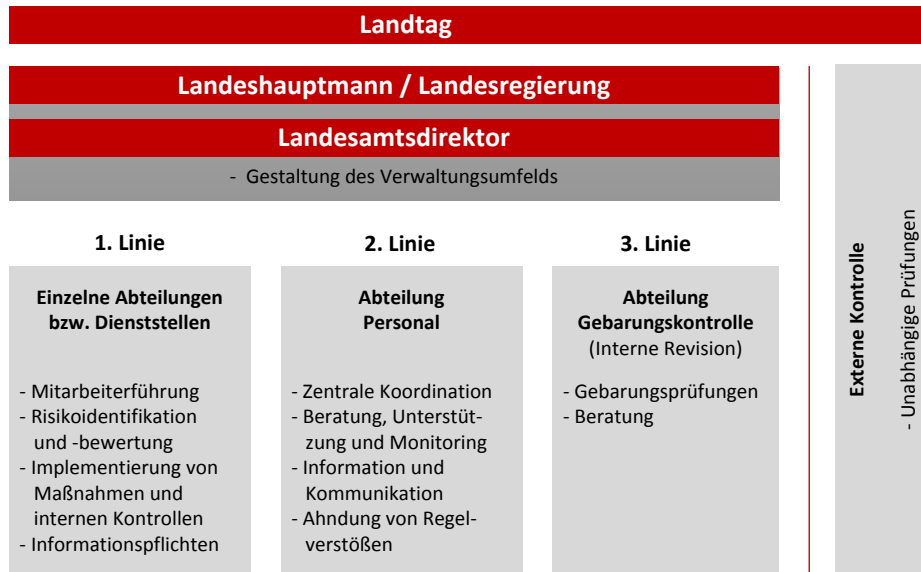 Landtag
Landeshauptmann / Landesregierung
Landesamtsdirektor
- Gestaltung des Verwaltungsumfelds
1. Linie
Einzelne Abteilungen
bzw. Dienststellen
- Mitarbeiterführung
- Risikoidentifikation
und -bewertung
- Implementierung von
Maßnahmen und
internen Kontrollen
- Informationspflichten
2. Linie
Abteilung
Personal
- Zentrale Koordination
- Beratung, Unterstüt-
zung und Monitoring
- Information und
Kommunikation
- Ahndung von Regel-
verstößen
3. Linie
Abteilung
Gebarungskontrolle
(Interne Revision)
- Gebarungsprüfungen
- Beratung
Externe Kontrolle
- Unabhängige Prüfungen